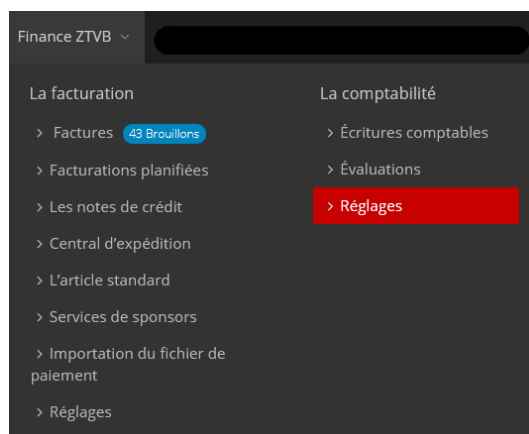 Finance ZTVB
La facturation
Factures 43 Brouillons
Facturations planifiées
Les notes de crédit
Central d'expédition
L'article standard
Services de sponsors
Importation du fichier de
paiement
Réglages
La comptabilité
Écritures comptables
Évaluations
Réglages